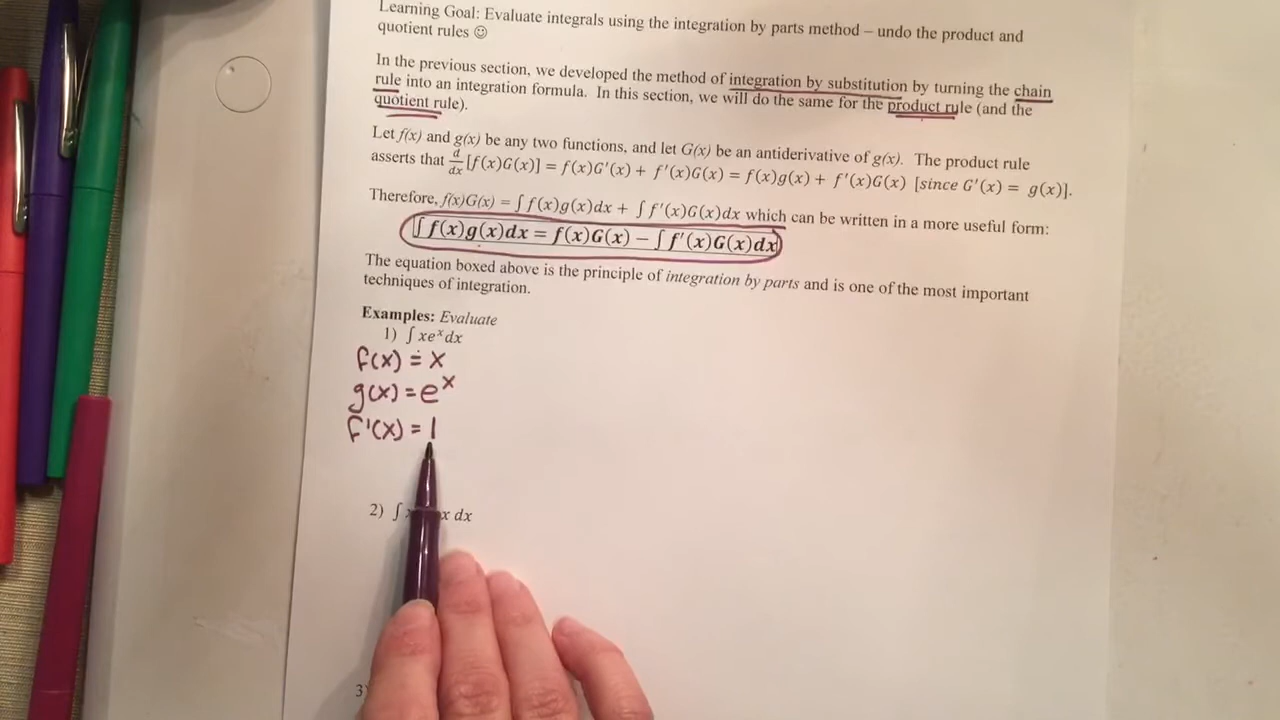 Learning Goal: Evaluate integrals using the integration by parts method – undo the product and
quotient rules ☺
In the previous section, we developed the method of integration by substitution by turning the chain
rule into an integration formula. In this section, we will do the same for the product rule (and the
quotient rule).
Let f(x) and g(x) be any two functions, and let G(x) be an antiderivative of g(x). The product rule
asserts that d/dx [f(x)G(x)] = f(x)G'(x) + f'(x)G(x) = f(x)g(x) + f'(x)G(x) [since G'(x) = g(x)].
Therefore, f(x)G(x) = ∫ f(x)g(x)dx + ∫ f'(x)G(x)dx which can be written in a more useful form:
∫ f(x)g(x)dx = f(x)G(x) − ∫ f'(x)G(x)dx
The equation boxed above is the principle of integration by parts and is one of the most important
techniques of integration.
Examples: Evaluate
1) ∫ xeˣdx
f(x) = x
g(x) = eˣ
f'(x) = 1
2) ∫ x dx
3)